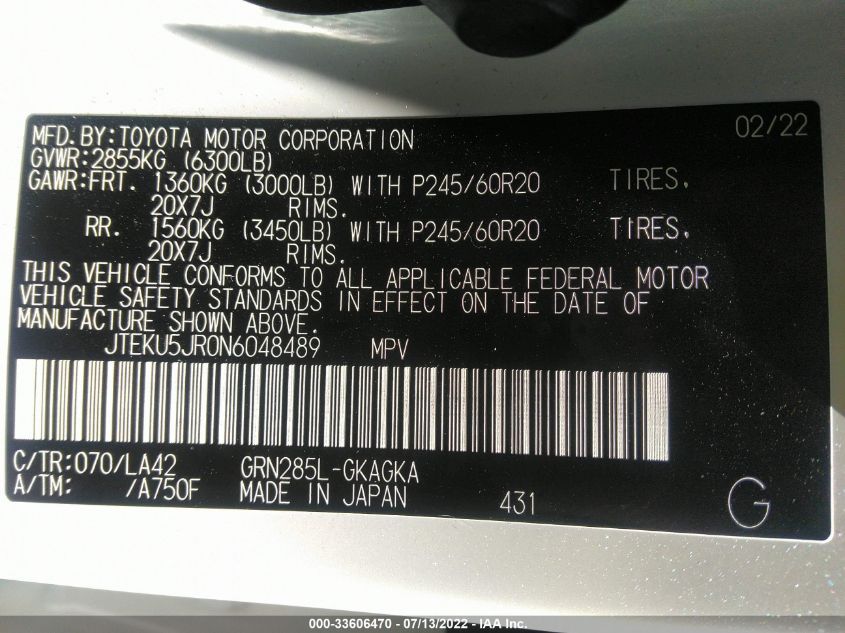 MFD.BY:TOYOTA MOTOR CORPORATION 02/22
GVWR:2855KG (6300LB)
GAWR:FRT. 1360KG (3000LB) WITH P245/60R20 TIRES,
20X7J RIMS.
RR. 1560KG (3450LB) WITH P245/60R20 TIRES,
20X7J RIMS.
THIS VEHICLE CONFORMS TO ALL APPLICABLE FEDERAL MOTOR
VEHICLE SAFETY STANDARDS IN EFFECT ON THE DATE OF
MANUFACTURE SHOWN ABOVE.
JTEKU5JR0N6048489 MPV
C/TR:070/LA42 GRN285L-GKAGKA
A/TM: /A750F MADE IN JAPAN 431 G
000-33606470 - 07/13/2022 - IAA Inc.